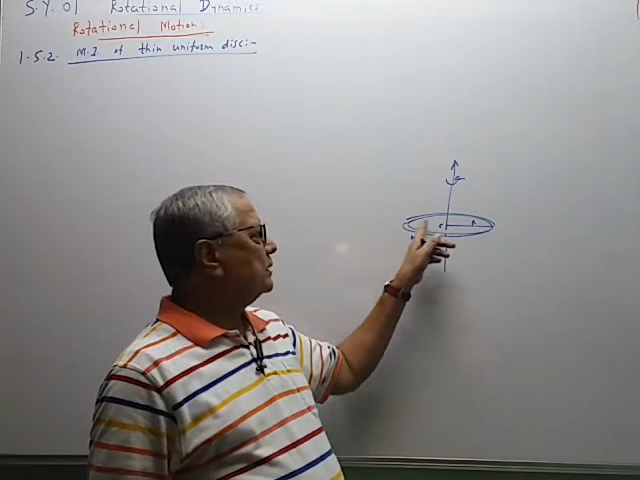 S.Y. 01 Rotational Dynamics
Rotational Motion:
1.5.2. M.I of thin uniform disc:-